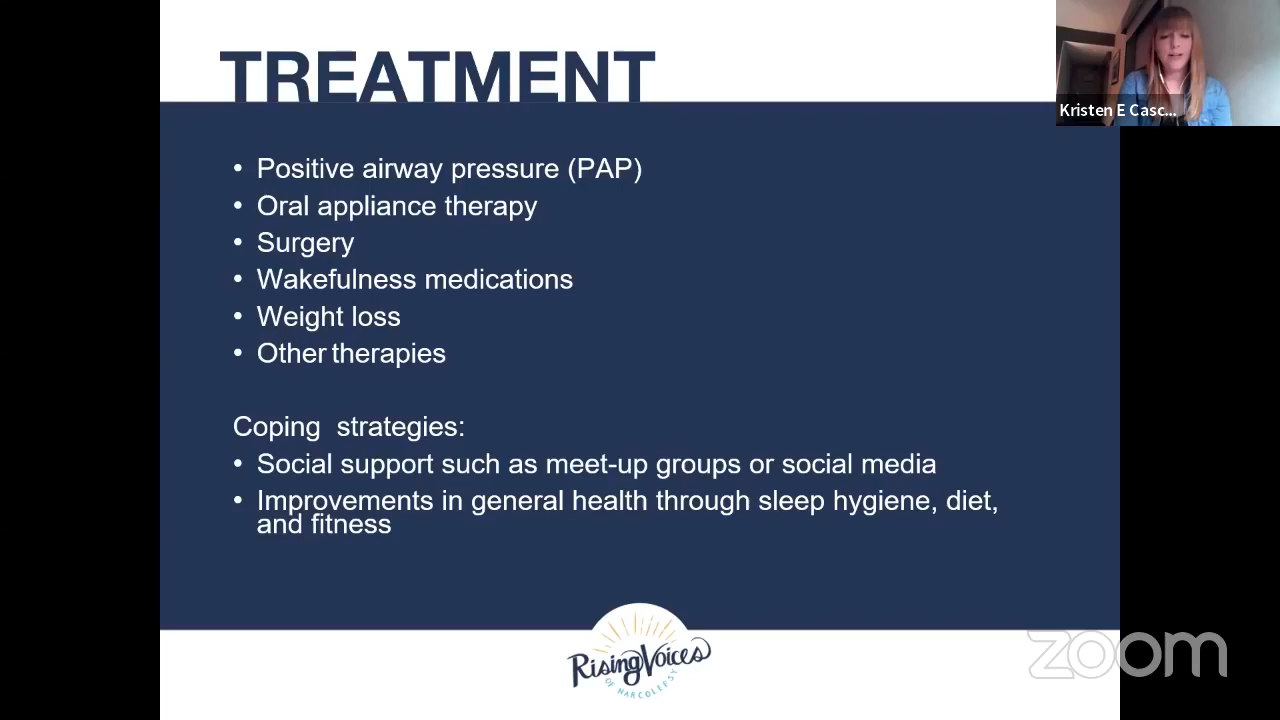 TREATMENT
Kristen E Casc...
• Positive airway pressure (PAP)
• Oral appliance therapy
• Surgery
• Wakefulness medications
• Weight loss
• Other therapies
Coping strategies:
• Social support such as meet-up groups or social media
• Improvements in general health through sleep hygiene, diet,
and fitness
Rising Voices
OF NARCOLEPSY
zoom